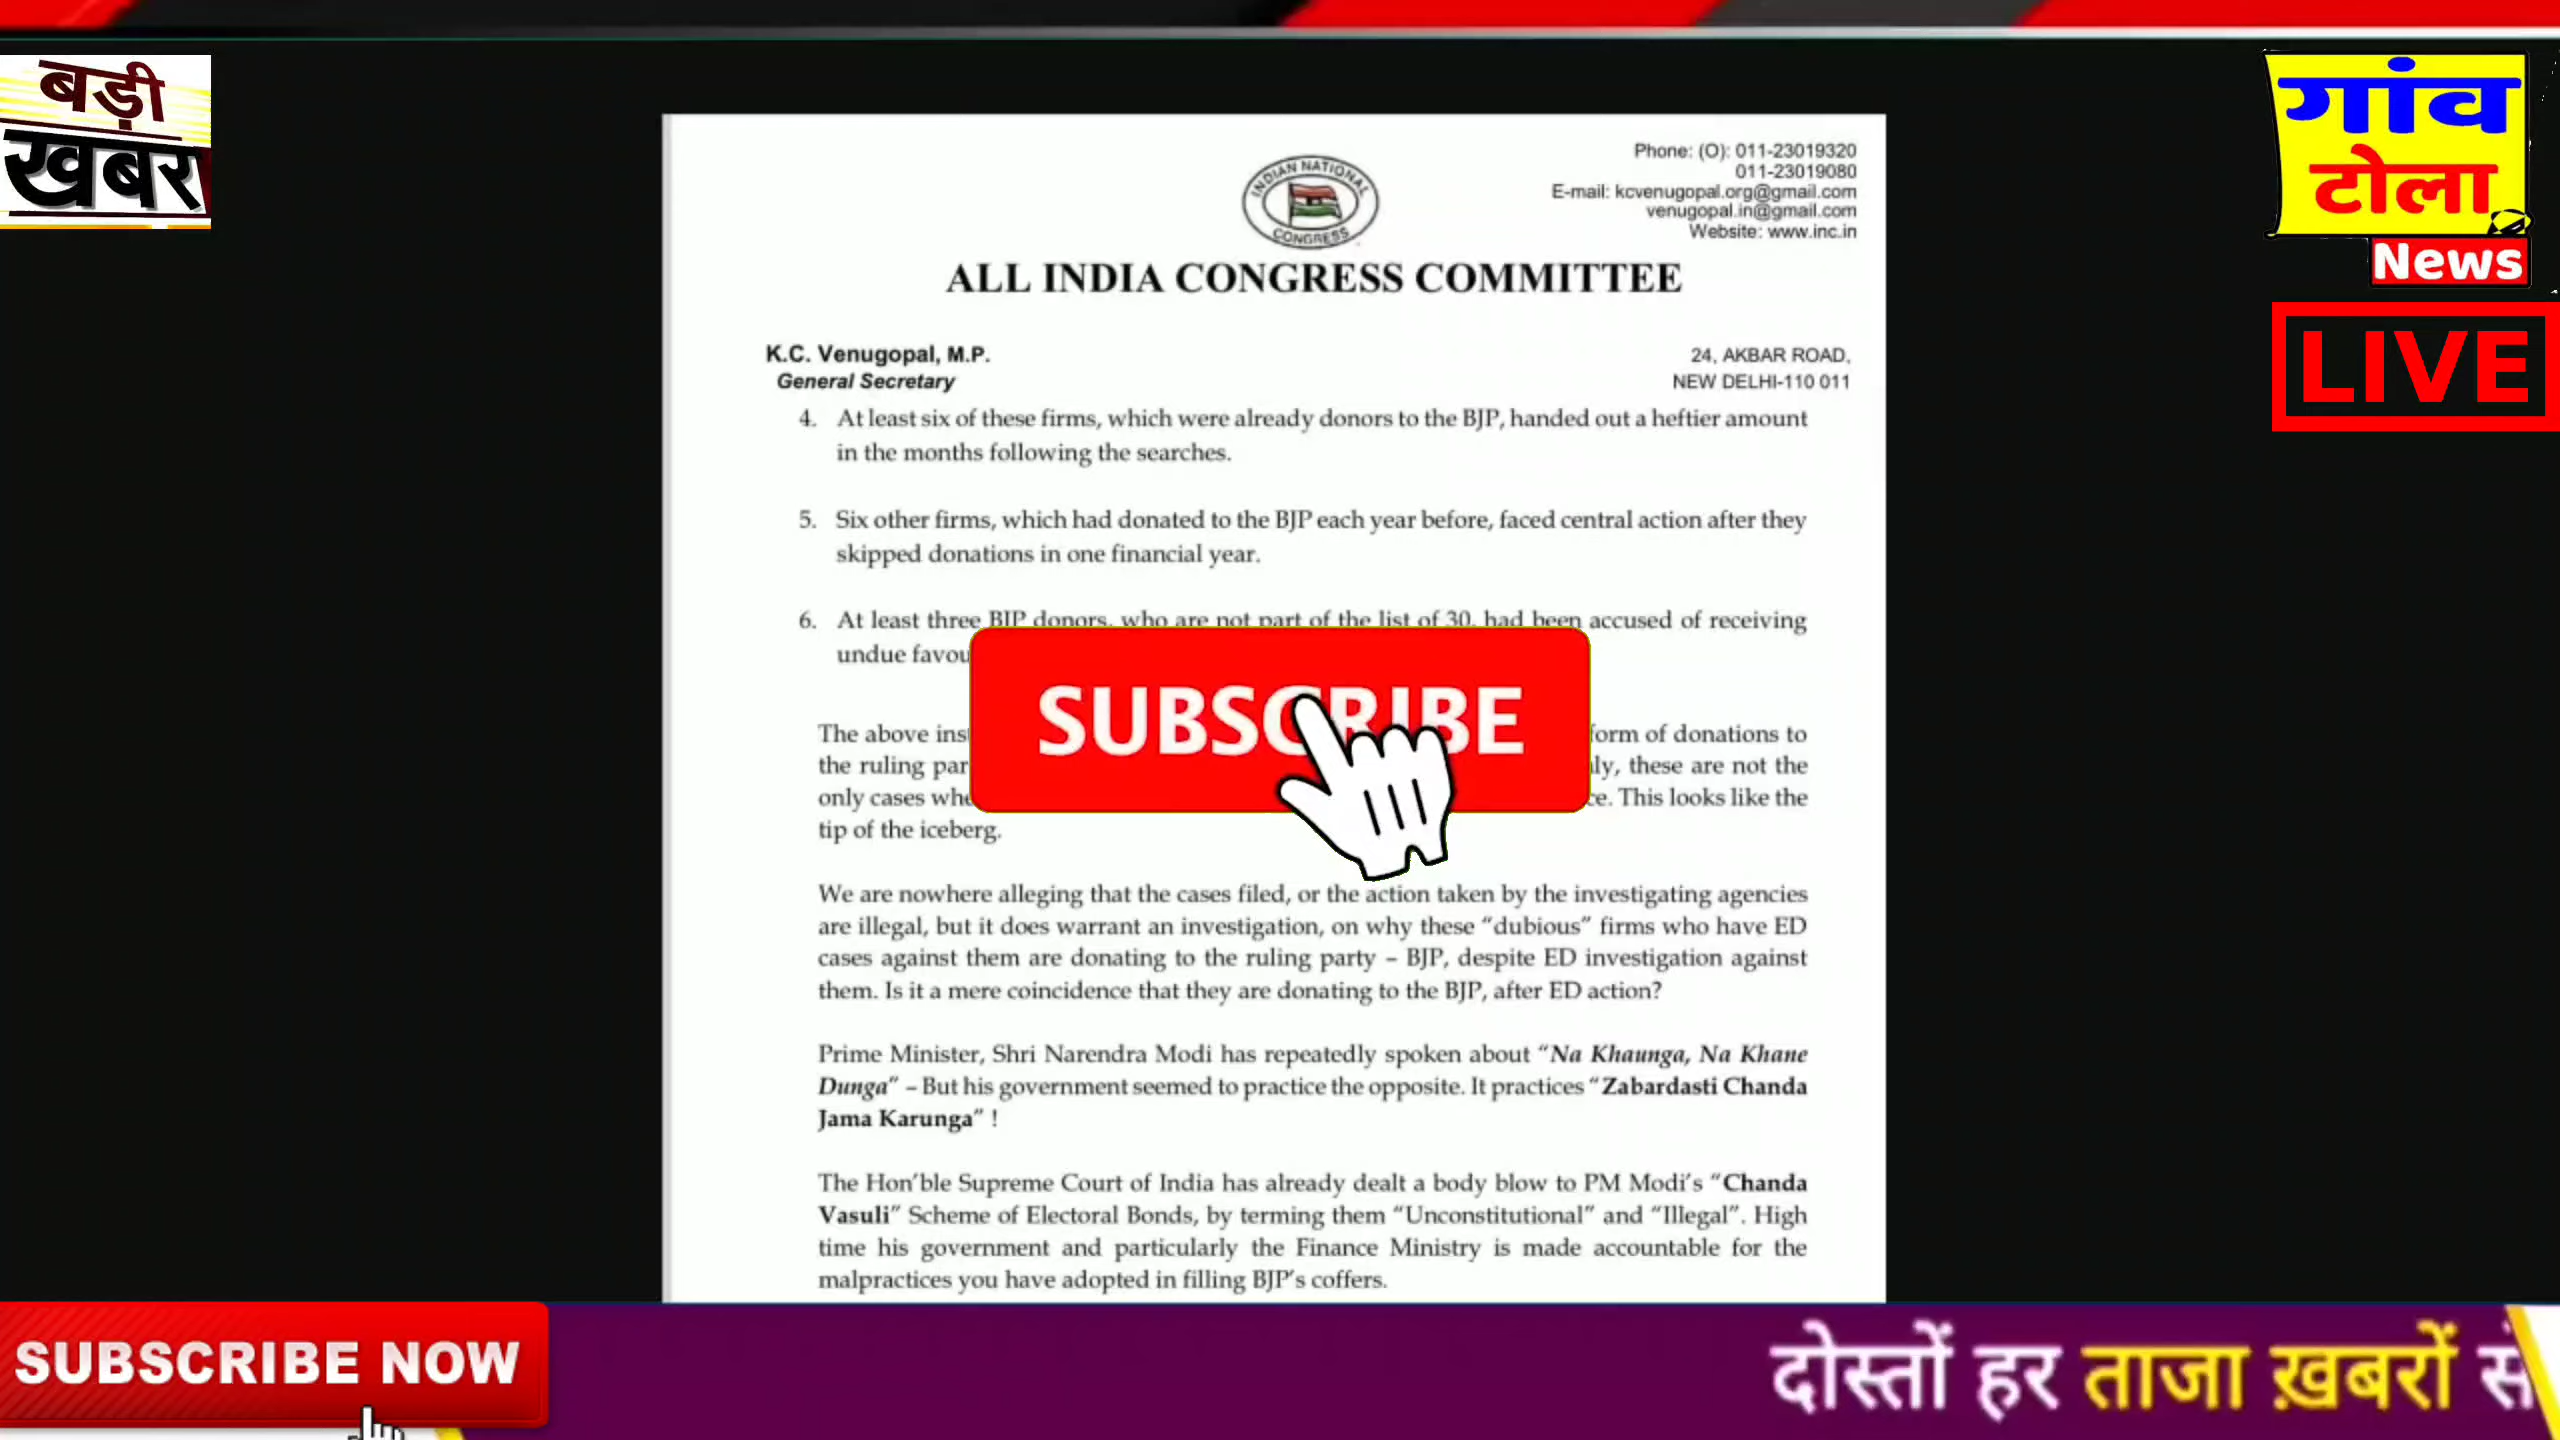 बड़ी
खबर
गांव
टोला
News
LIVE
INDIAN NATIONAL
CONGRESS
Phone: (O): 011-23019320
011-23019080
E-mail: kcvenugopal.org@gmail.com
venugopal.in@gmail.com
Website: www.inc.in
ALL INDIA CONGRESS COMMITTEE
K.C. Venugopal, M.P.
General Secretary
24, AKBAR ROAD,
NEW DELHI-110 011
4. At least six of these firms, which were already donors to the BJP, handed out a heftier amount
in the months following the searches.
5. Six other firms, which had donated to the BJP each year before, faced central action after they
skipped donations in one financial year.
6. At least three BJP donors, who are not part of the list of 30, had been accused of receiving
undue
SUBSCRIBE
The above form of donations to
the ruling these are not the
only cases This looks like the
tip of the iceberg.
We are nowhere alleging that the cases filed, or the action taken by the investigating agencies
are illegal, but it does warrant an investigation, on why these “dubious” firms who have ED
cases against them are donating to the ruling party – BJP, despite ED investigation against
them. Is it a mere coincidence that they are donating to the BJP, after ED action?
Prime Minister, Shri Narendra Modi has repeatedly spoken about “Na Khaunga, Na Khane
Dunga” – But his government seemed to practice the opposite. It practices “Zabardasti Chanda
Jama Karunga” !
The Hon’ble Supreme Court of India has already dealt a body blow to PM Modi’s “Chanda
Vasuli” Scheme of Electoral Bonds, by terming them “Unconstitutional” and “Illegal”. High
time his government and particularly the Finance Ministry is made accountable for the
malpractices you have adopted in filling BJP’s coffers.
SUBSCRIBE NOW
दोस्तों हर ताजा ख़बरों से